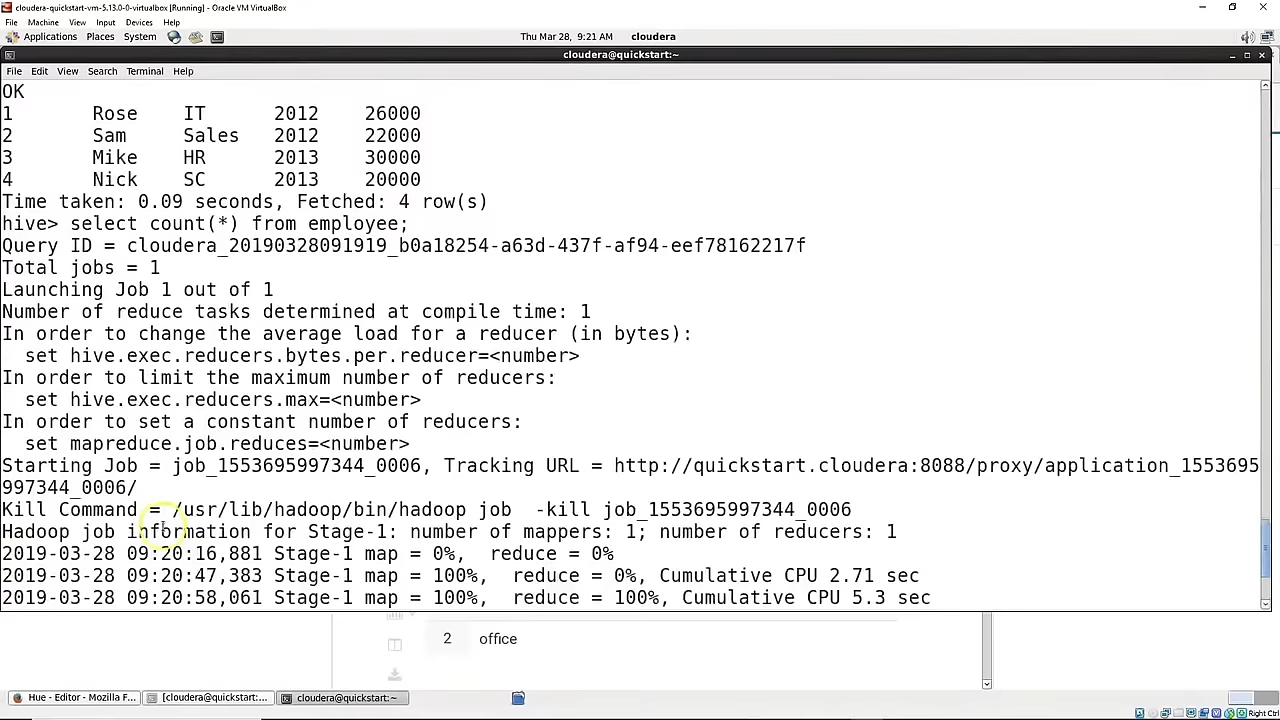 cloudera-quickstart-vm-5.13.0-0-virtualbox [Running] - Oracle VM VirtualBox
File Machine View Input Devices Help
Applications Places System Thu Mar 28, 9:21 AM cloudera
cloudera@quickstart:~
File Edit View Search Terminal Help
OK
1 Rose IT 2012 26000
2 Sam Sales 2012 22000
3 Mike HR 2013 30000
4 Nick SC 2013 20000
Time taken: 0.09 seconds, Fetched: 4 row(s)
hive> select count(*) from employee;
Query ID = cloudera_20190328091919_b0a18254-a63d-437f-af94-eef78162217f
Total jobs = 1
Launching Job 1 out of 1
Number of reduce tasks determined at compile time: 1
In order to change the average load for a reducer (in bytes):
set hive.exec.reducers.bytes.per.reducer=<number>
In order to limit the maximum number of reducers:
set hive.exec.reducers.max=<number>
In order to set a constant number of reducers:
set mapreduce.job.reduces=<number>
Starting Job = job_1553695997344_0006, Tracking URL = http://quickstart.cloudera:8088/proxy/application_1553695
997344_0006/
Kill Command = /usr/lib/hadoop/bin/hadoop job -kill job_1553695997344_0006
Hadoop job information for Stage-1: number of mappers: 1; number of reducers: 1
2019-03-28 09:20:16,881 Stage-1 map = 0%, reduce = 0%
2019-03-28 09:20:47,383 Stage-1 map = 100%, reduce = 0%, Cumulative CPU 2.71 sec
2019-03-28 09:20:58,061 Stage-1 map = 100%, reduce = 100%, Cumulative CPU 5.3 sec
2 office
Hue - Editor - Mozilla F... [cloudera@quickstart:... cloudera@quickstart:~
Right Ctrl